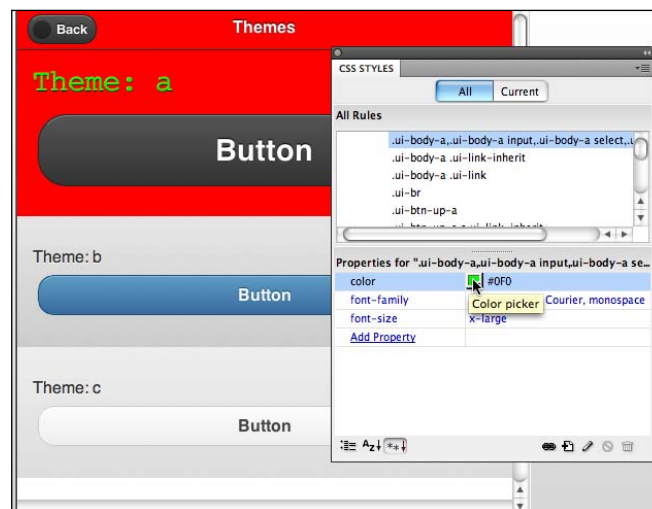 Back
Themes
Theme: a
Button
Theme: b
Button
Theme: c
Button
CSS STYLES
All
Current
All Rules
.ui-body-a,.ui-body-a input,.ui-body-a select,.u
.ui-body-a .ui-link-inherit
.ui-body-a .ui-link
.ui-br
.ui-btn-up-a
Properties for ".ui-body-a,.ui-body-a input,.ui-body-a se...
color
#0F0
font-family
Courier, monospace
Color picker
font-size
x-large
Add Property